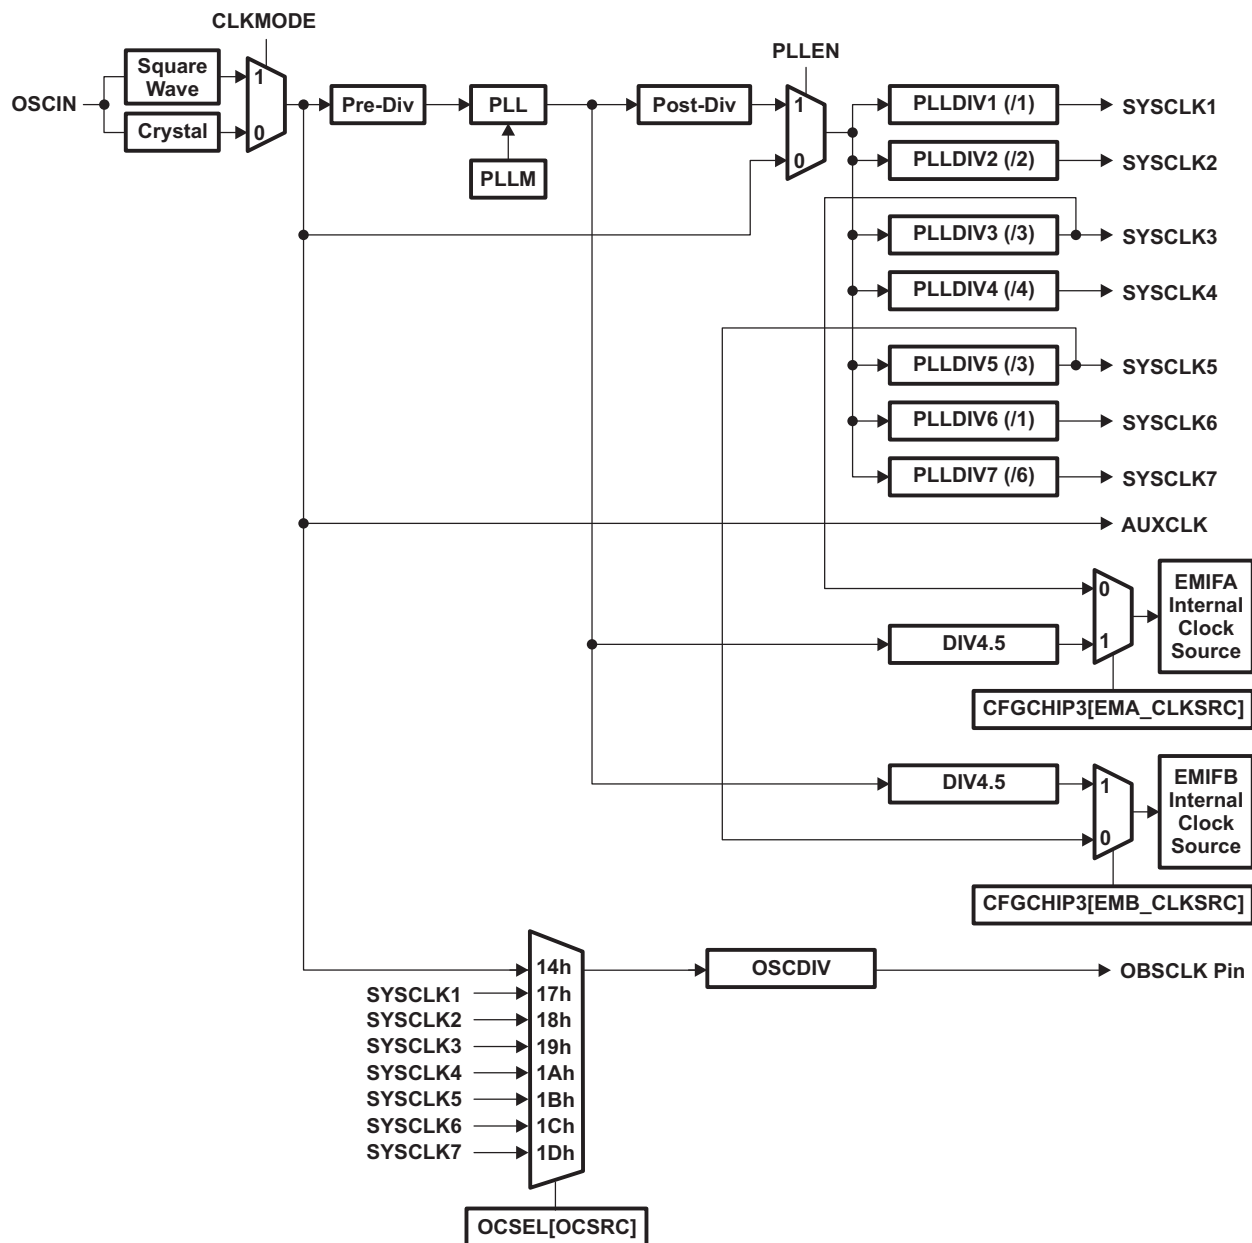 CLKMODE
PLLEN
OSCIN
Square
Wave
Crystal
1
0
Pre-Div
PLL
PLLM
Post-Div
1
0
PLLDIV1 (/1)
SYSCLK1
PLLDIV2 (/2)
SYSCLK2
PLLDIV3 (/3)
SYSCLK3
PLLDIV4 (/4)
SYSCLK4
PLLDIV5 (/3)
SYSCLK5
PLLDIV6 (/1)
SYSCLK6
PLLDIV7 (/6)
SYSCLK7
AUXCLK
0
1
EMIFA
Internal
Clock
Source
DIV4.5
CFGCHIP3[EMA_CLKSRC]
DIV4.5
1
0
EMIFB
Internal
Clock
Source
CFGCHIP3[EMB_CLKSRC]
14h
OSCDIV
OBSCLK Pin
SYSCLK1
17h
SYSCLK2
18h
SYSCLK3
19h
SYSCLK4
1Ah
SYSCLK5
1Bh
SYSCLK6
1Ch
SYSCLK7
1Dh
OCSEL[OCSRC]